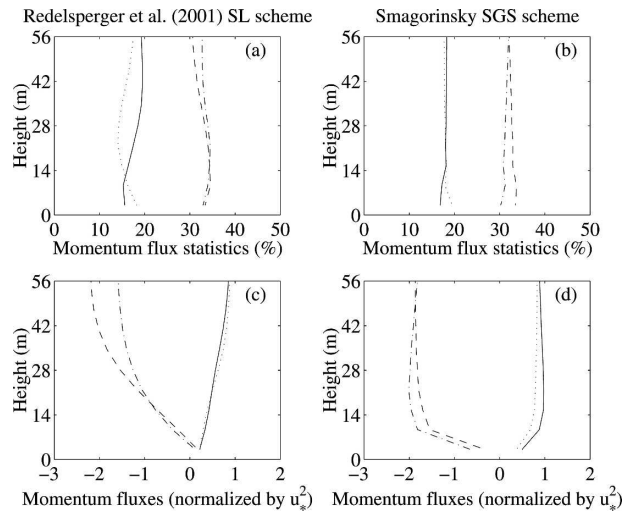 Redelsperger et al. (2001) SL scheme
Smagorinsky SGS scheme
56
42
28
14
0
Height (m)
(a)
0 10 20 30 40 50
Momentum flux statistics (%)
56
42
28
14
0
Height (m)
(b)
0 10 20 30 40 50
Momentum flux statistics (%)
56
42
28
14
0
Height (m)
(c)
−3 −2 −1 0 1 2
Momentum fluxes (normalized by u*²)
56
42
28
14
0
Height (m)
(d)
−3 −2 −1 0 1 2
Momentum fluxes (normalized by u*²)